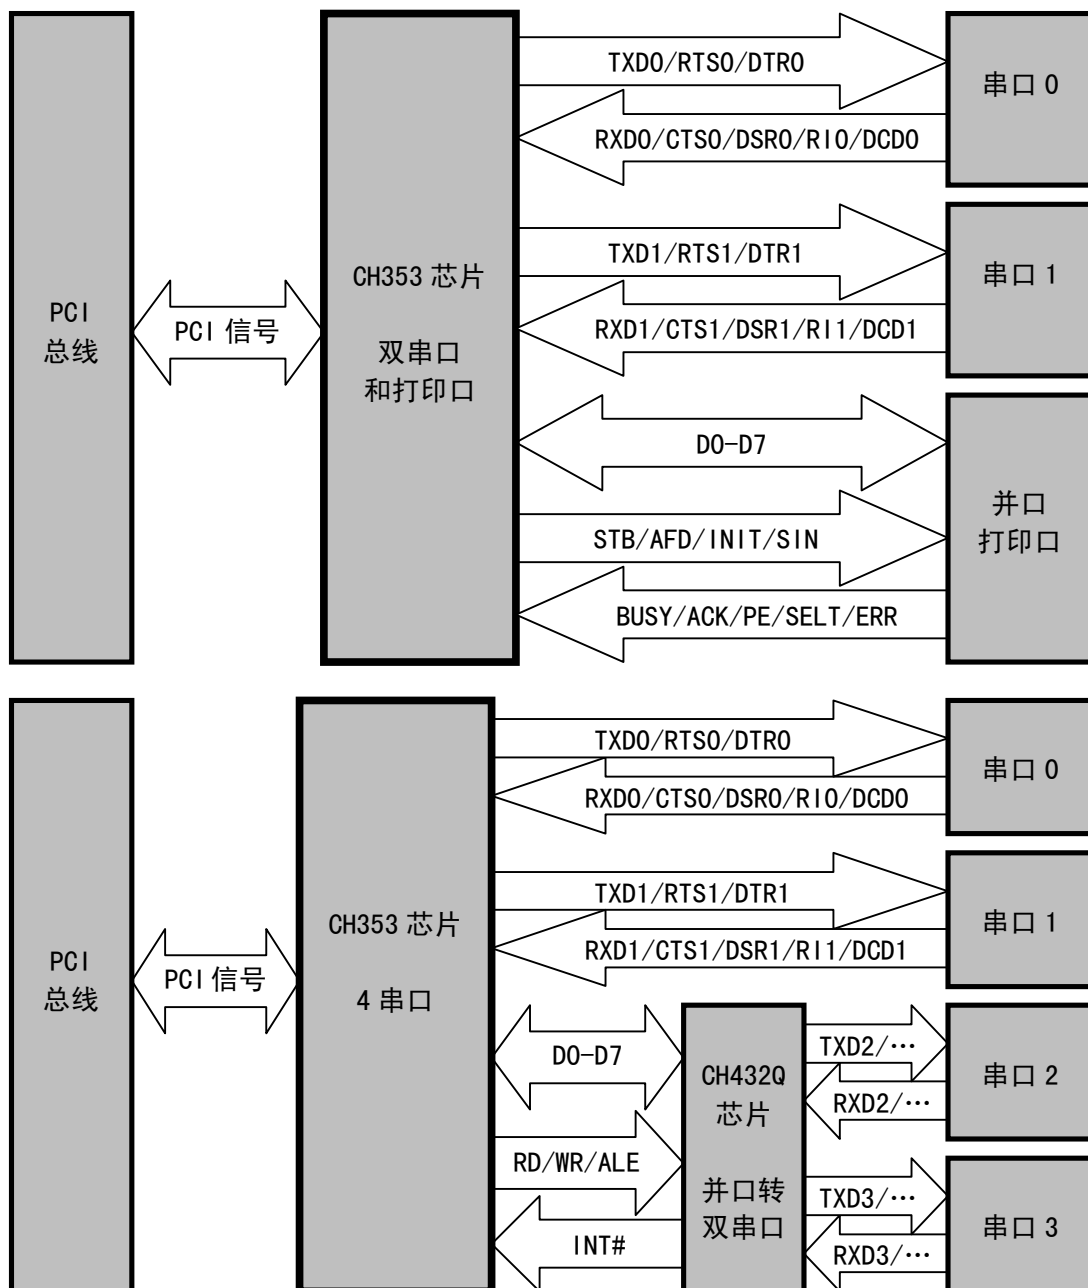 TXD0/RTS0/DTR0
串口 0
RXD0/CTS0/DSR0/RI0/DCD0
TXD1/RTS1/DTR1
串口 1
RXD1/CTS1/DSR1/RI1/DCD1
PCI
总线
PCI 信号
CH353 芯片
双串口
和打印口
D0-D7
STB/AFD/INIT/SIN
BUSY/ACK/PE/SELT/ERR
并口
打印口
TXD0/RTS0/DTR0
串口 0
RXD0/CTS0/DSR0/RI0/DCD0
TXD1/RTS1/DTR1
串口 1
RXD1/CTS1/DSR1/RI1/DCD1
PCI
总线
PCI 信号
CH353 芯片
4 串口
D0-D7
RD/WR/ALE
INT#
CH432Q
芯片
并口转
双串口
TXD2/…
RXD2/…
串口 2
TXD3/…
RXD3/…
串口 3